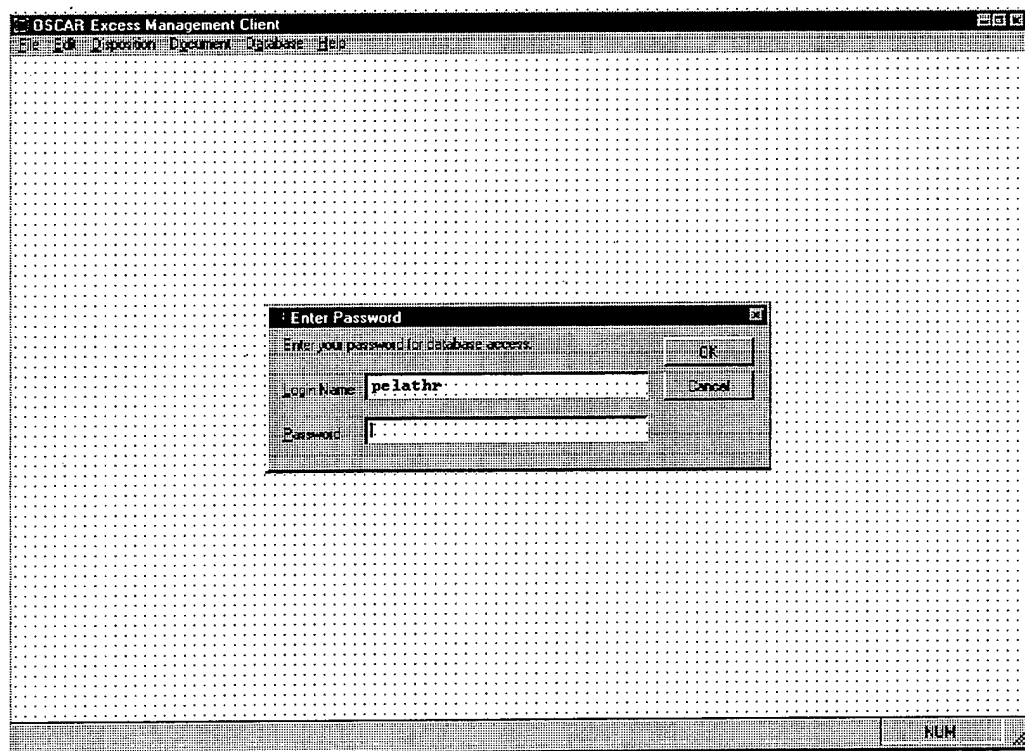 OSCAR Excess Management Client
File Edit Disposition Document Database Help
Enter Password
Enter your password for database access.
OK
Login Name pelathr
Cancel
Password
NUM